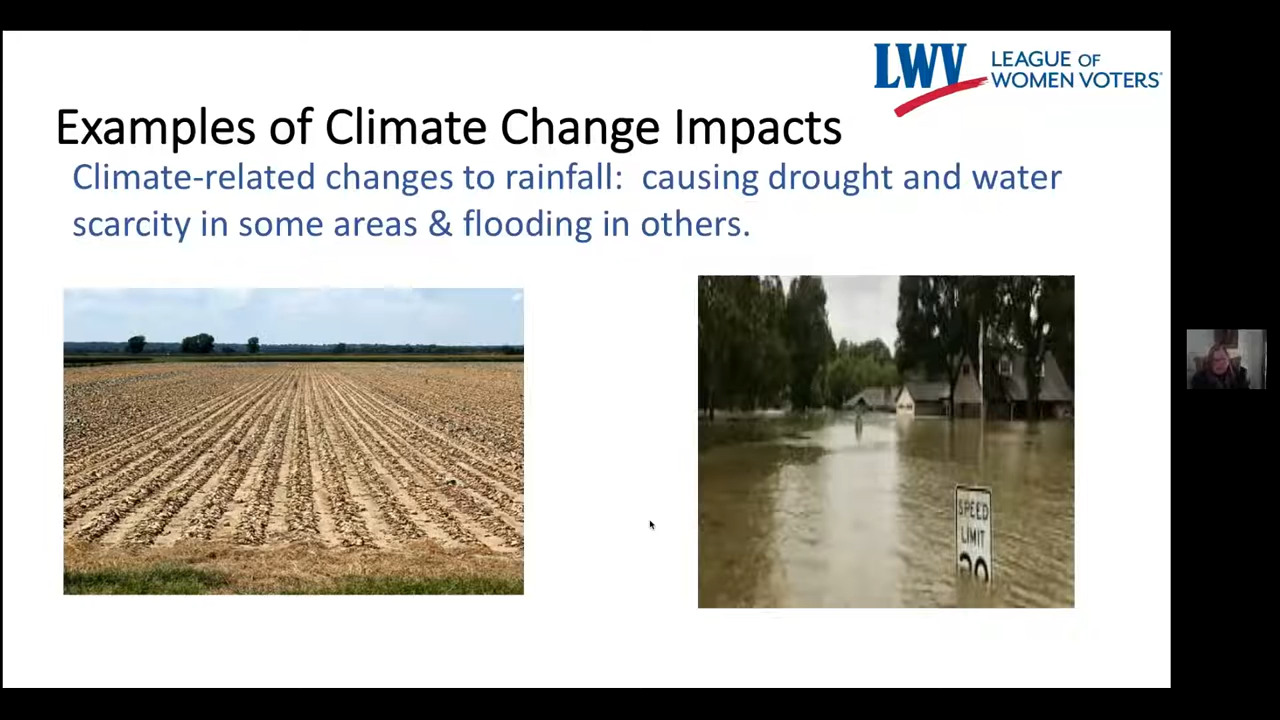 LWV LEAGUE OF
WOMEN VOTERS®
Examples of Climate Change Impacts
Climate-related changes to rainfall:  causing drought and water
scarcity in some areas & flooding in others.
SPEED
LIMIT